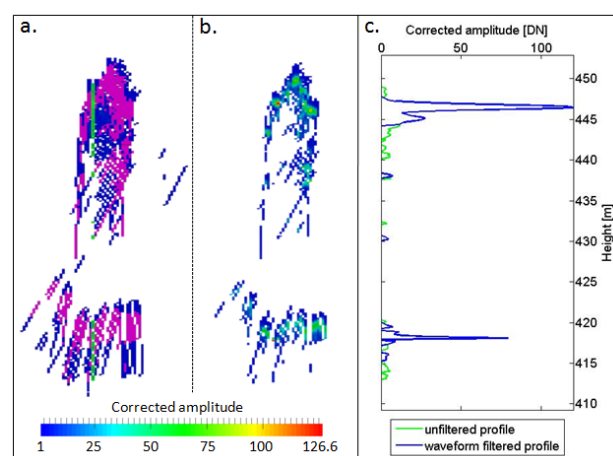 a.
b.
c.
Corrected amplitude [DN]
0 50 100
450
445
440
435
430
425
420
415
410
Height [m]
Corrected amplitude
1 25 50 75 100 126.6
unfiltered profile
waveform filtered profile